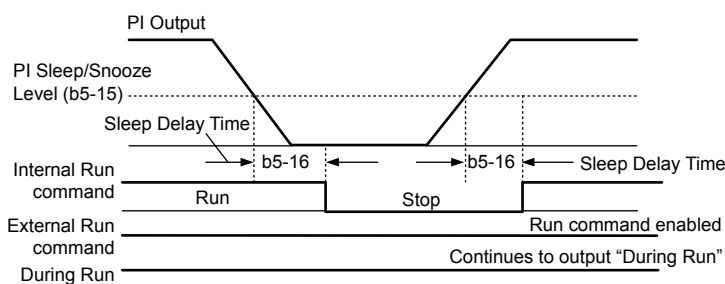 PI Output
PI Sleep/Snooze
Level (b5-15)
Sleep Delay Time
b5-16
b5-16
Sleep Delay Time
Internal Run
command
Run
Stop
External Run
command
Run command enabled
Continues to output “During Run”
During Run